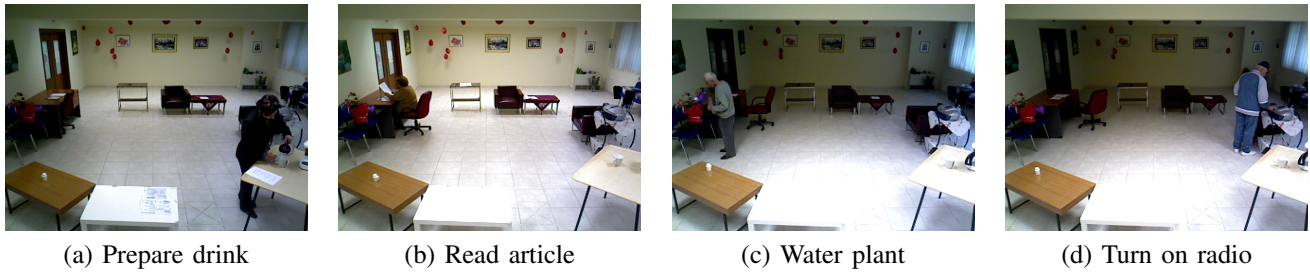 (a) Prepare drink
(b) Read article
(c) Water plant
(d) Turn on radio